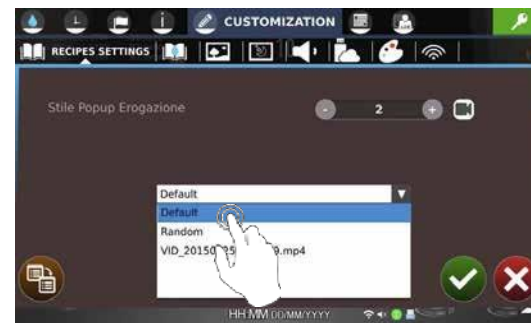 CUSTOMIZATION
RECIPES SETTINGS
Stile Popup Erogazione
- 2 +
Default
Default
Random
HH:MM DD/MM/YYYY